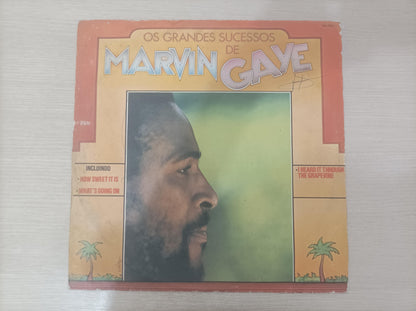 OS GRANDES SUCESSOS
DE
MARVIN GAYE
INCLUINDO
• HOW SWEET IT IS
• WHAT'S GOING ON
• I HEARD IT THROUGH
THE GRAPEVINE